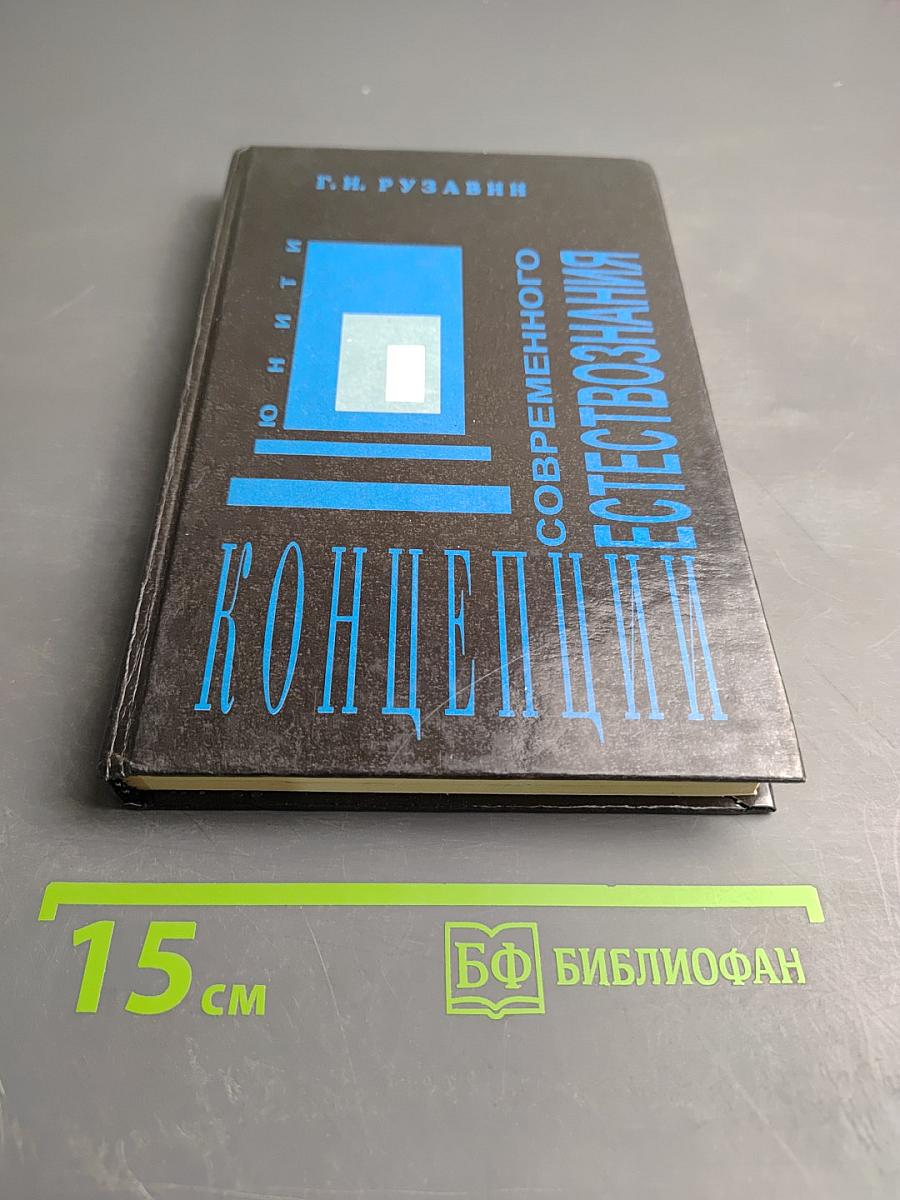 Г.И. РУЗАВИН
ЮНИТИ
КОНЦЕПЦИИ
СОВРЕМЕННОГО
ЕСТЕСТВОЗНАНИЯ
15 см
БФ БИБЛИОФАН